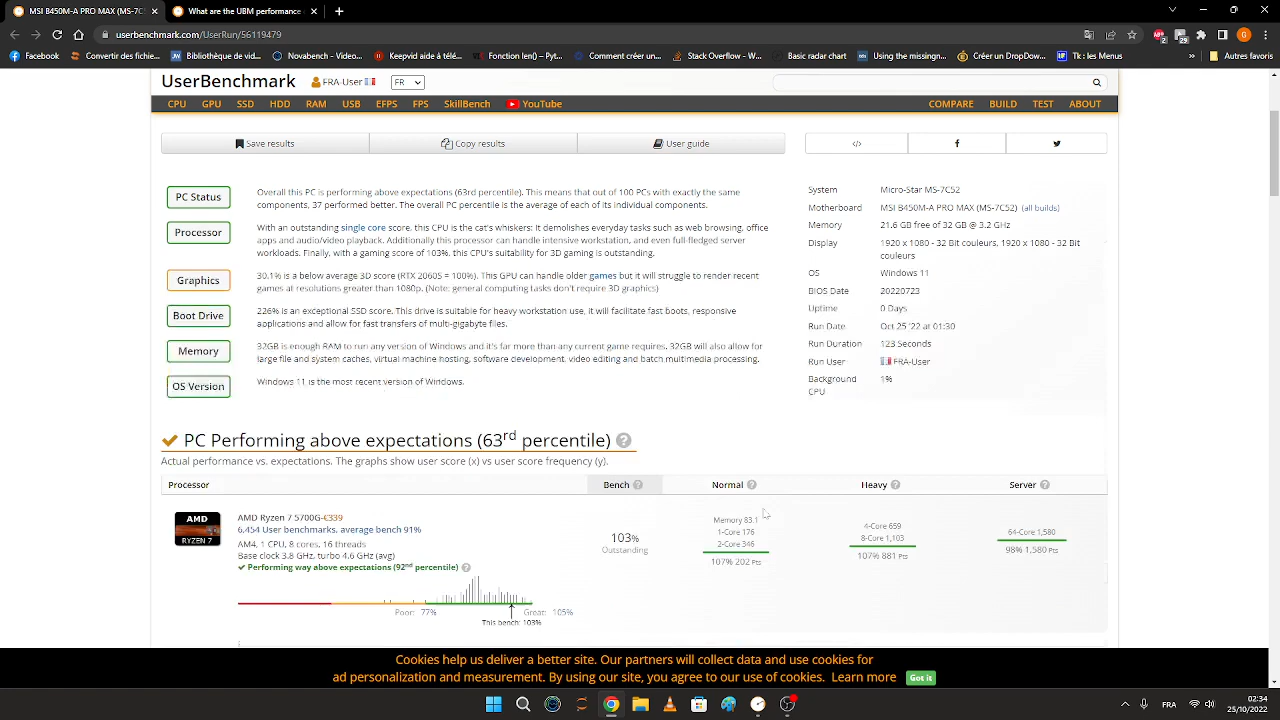 MSI B450M-A PRO MAX (MS-7C5
What are the UBM performance r
userbenchmark.com/UserRun/56119479
Facebook
Convertir des fichier...
Bibliothèque de vid...
Novabench - Video...
Keepvid aide á télé...
Fonction len() – Pyt...
Comment créer un...
Stack Overflow - W...
Basic radar chart
Using the missingn...
Créer un DropDow...
Tk : les Menus
»
Autres favoris
UserBenchmark
FRA-User
FR
CPU GPU SSD HDD RAM USB EFPS FPS SkillBench YouTube
COMPARE BUILD TEST ABOUT
Save results
Copy results
User guide
</>
PC Status
Overall this PC is performing above expectations (63rd percentile). This means that out of 100 PCs with exactly the same
components, 37 performed better. The overall PC percentile is the average of each of its individual components.
Processor
With an outstanding single core score, this CPU is the cat's whiskers: It demolishes everyday tasks such as web browsing, office
apps and audio/video playback. Additionally this processor can handle intensive workstation, and even full-fledged server
workloads. Finally, with a gaming score of 103%, this CPU's suitability for 3D gaming is outstanding.
Graphics
30.1% is a below average 3D score (RTX 2060S = 100%). This GPU can handle older games but it will struggle to render recent
games at resolutions greater than 1080p. (Note: general computing tasks don't require 3D graphics)
Boot Drive
226% is an exceptional SSD score. This drive is suitable for heavy workstation use, it will facilitate fast boots, responsive
applications and allow for fast transfers of multi-gigabyte files.
Memory
32GB is enough RAM to run any version of Windows and it's far more than any current game requires. 32GB will also allow for
large file and system caches, virtual machine hosting, software development, video editing and batch multimedia processing.
OS Version
Windows 11 is the most recent version of Windows.
System Micro-Star MS-7C52
Motherboard MSI B450M-A PRO MAX (MS-7C52) (all builds)
Memory 21.6 GB free of 32 GB @ 3.2 GHz
Display 1920 x 1080 - 32 Bit couleurs, 1920 x 1080 - 32 Bit
couleurs
OS Windows 11
BIOS Date 20220723
Uptime 0 Days
Run Date Oct 25 '22 at 01:30
Run Duration 123 Seconds
Run User FRA-User
Background 1%
CPU
PC Performing above expectations (63rd percentile) ?
Actual performance vs. expectations. The graphs show user score (x) vs user score frequency (y).
Processor Bench ? Normal ? Heavy ? Server ?
AMD
RYZEN 7
AMD Ryzen 7 5700G-€339
6,454 User benchmarks, average bench 91%
AM4, 1 CPU, 8 cores, 16 threads
Base clock 3.8 GHz, turbo 4.6 GHz (avg)
Performing way above expectations (92nd percentile) ?
Poor: 77%
Great: 105%
This bench: 103%
103%
Outstanding
Memory 83.1
1-Core 176
2-Core 346
107% 202 Pts
4-Core 659
8-Core 1,103
107% 881 Pts
64-Core 1,580
98% 1,580 Pts
Cookies help us deliver a better site. Our partners will collect data and use cookies for
ad personalization and measurement. By using our site, you agree to our use of cookies. Learn more Got it
FRA
02:34
25/10/2022